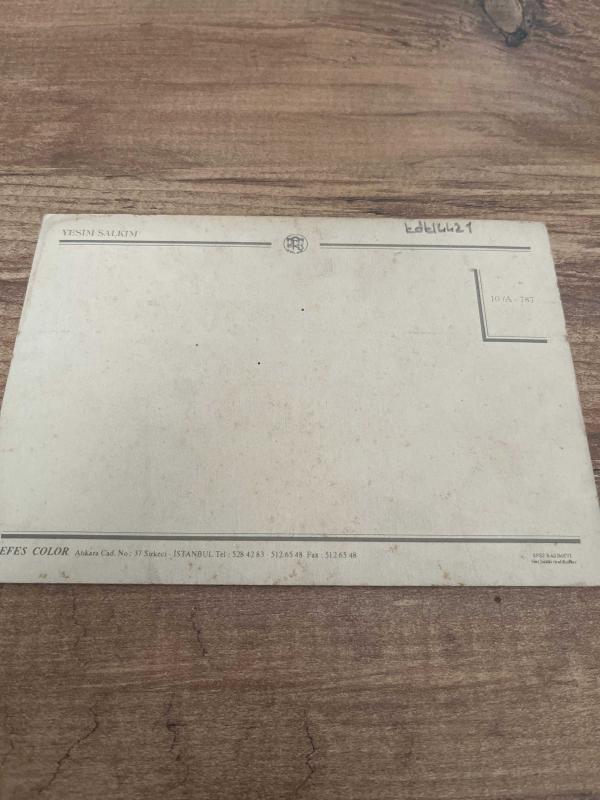 YEŞİM SALKIM
kdk14421
10 /A - 787
EFES COLOR Ankara Cad. No.: 37 Sirkeci - İSTANBUL Tel : 528 42 83 - 512 65 48 Fax : 512 65 48